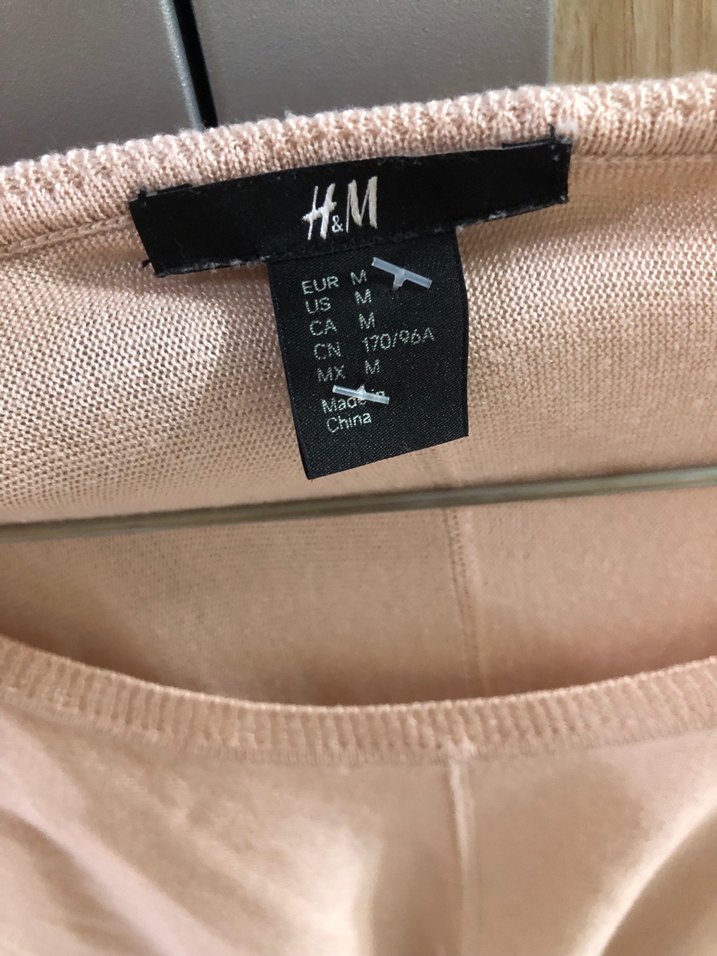 H&M
EUR M
US M
CA M
CN 170/96A
MX M
Made in
China